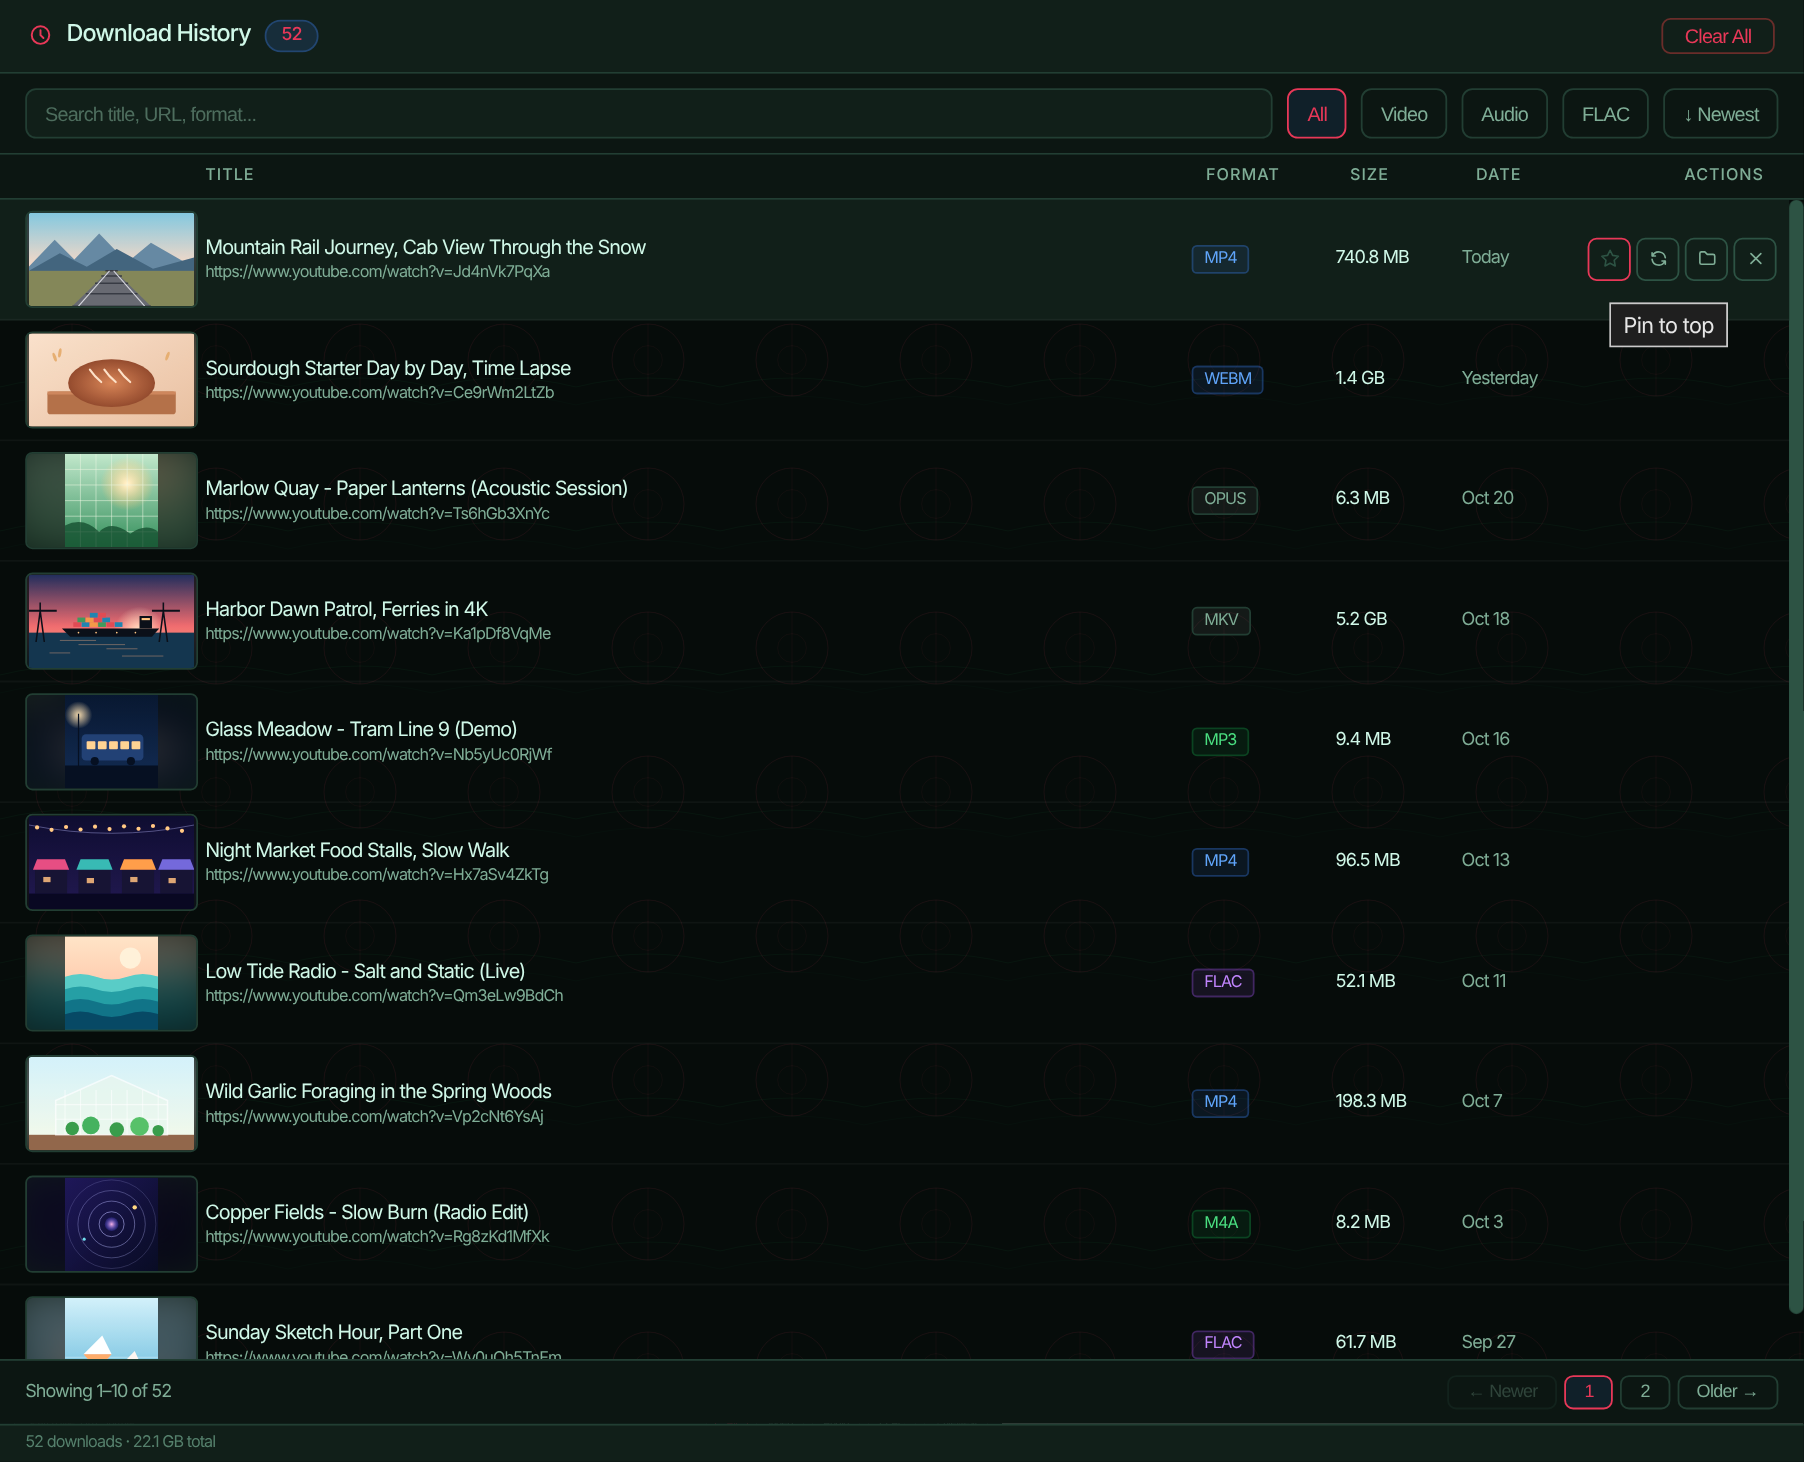 Download History 52
Clear All
Search title, URL, format...
All Video Audio FLAC ↓ Newest
TITLE FORMAT SIZE DATE ACTIONS
Mountain Rail Journey, Cab View Through the Snow
https://www.youtube.com/watch?v=Jd4nVk7PqXa
MP4 740.8 MB Today
Pin to top
Sourdough Starter Day by Day, Time Lapse
https://www.youtube.com/watch?v=Ce9rWm2LtZb
WEBM 1.4 GB Yesterday
Marlow Quay - Paper Lanterns (Acoustic Session)
https://www.youtube.com/watch?v=Ts6hGb3XnYc
OPUS 6.3 MB Oct 20
Harbor Dawn Patrol, Ferries in 4K
https://www.youtube.com/watch?v=Ka1pDf8VqMe
MKV 5.2 GB Oct 18
Glass Meadow - Tram Line 9 (Demo)
https://www.youtube.com/watch?v=Nb5yUc0RjWf
MP3 9.4 MB Oct 16
Night Market Food Stalls, Slow Walk
https://www.youtube.com/watch?v=Hx7aSv4ZkTg
MP4 96.5 MB Oct 13
Low Tide Radio - Salt and Static (Live)
https://www.youtube.com/watch?v=Qm3eLw9BdCh
FLAC 52.1 MB Oct 11
Wild Garlic Foraging in the Spring Woods
https://www.youtube.com/watch?v=Vp2cNt6YsAj
MP4 198.3 MB Oct 7
Copper Fields - Slow Burn (Radio Edit)
https://www.youtube.com/watch?v=Rg8zKd1MfXk
M4A 8.2 MB Oct 3
Sunday Sketch Hour, Part One
FLAC 61.7 MB Sep 27
Showing 1–10 of 52
← Newer 1 2 Older →
52 downloads · 22.1 GB total